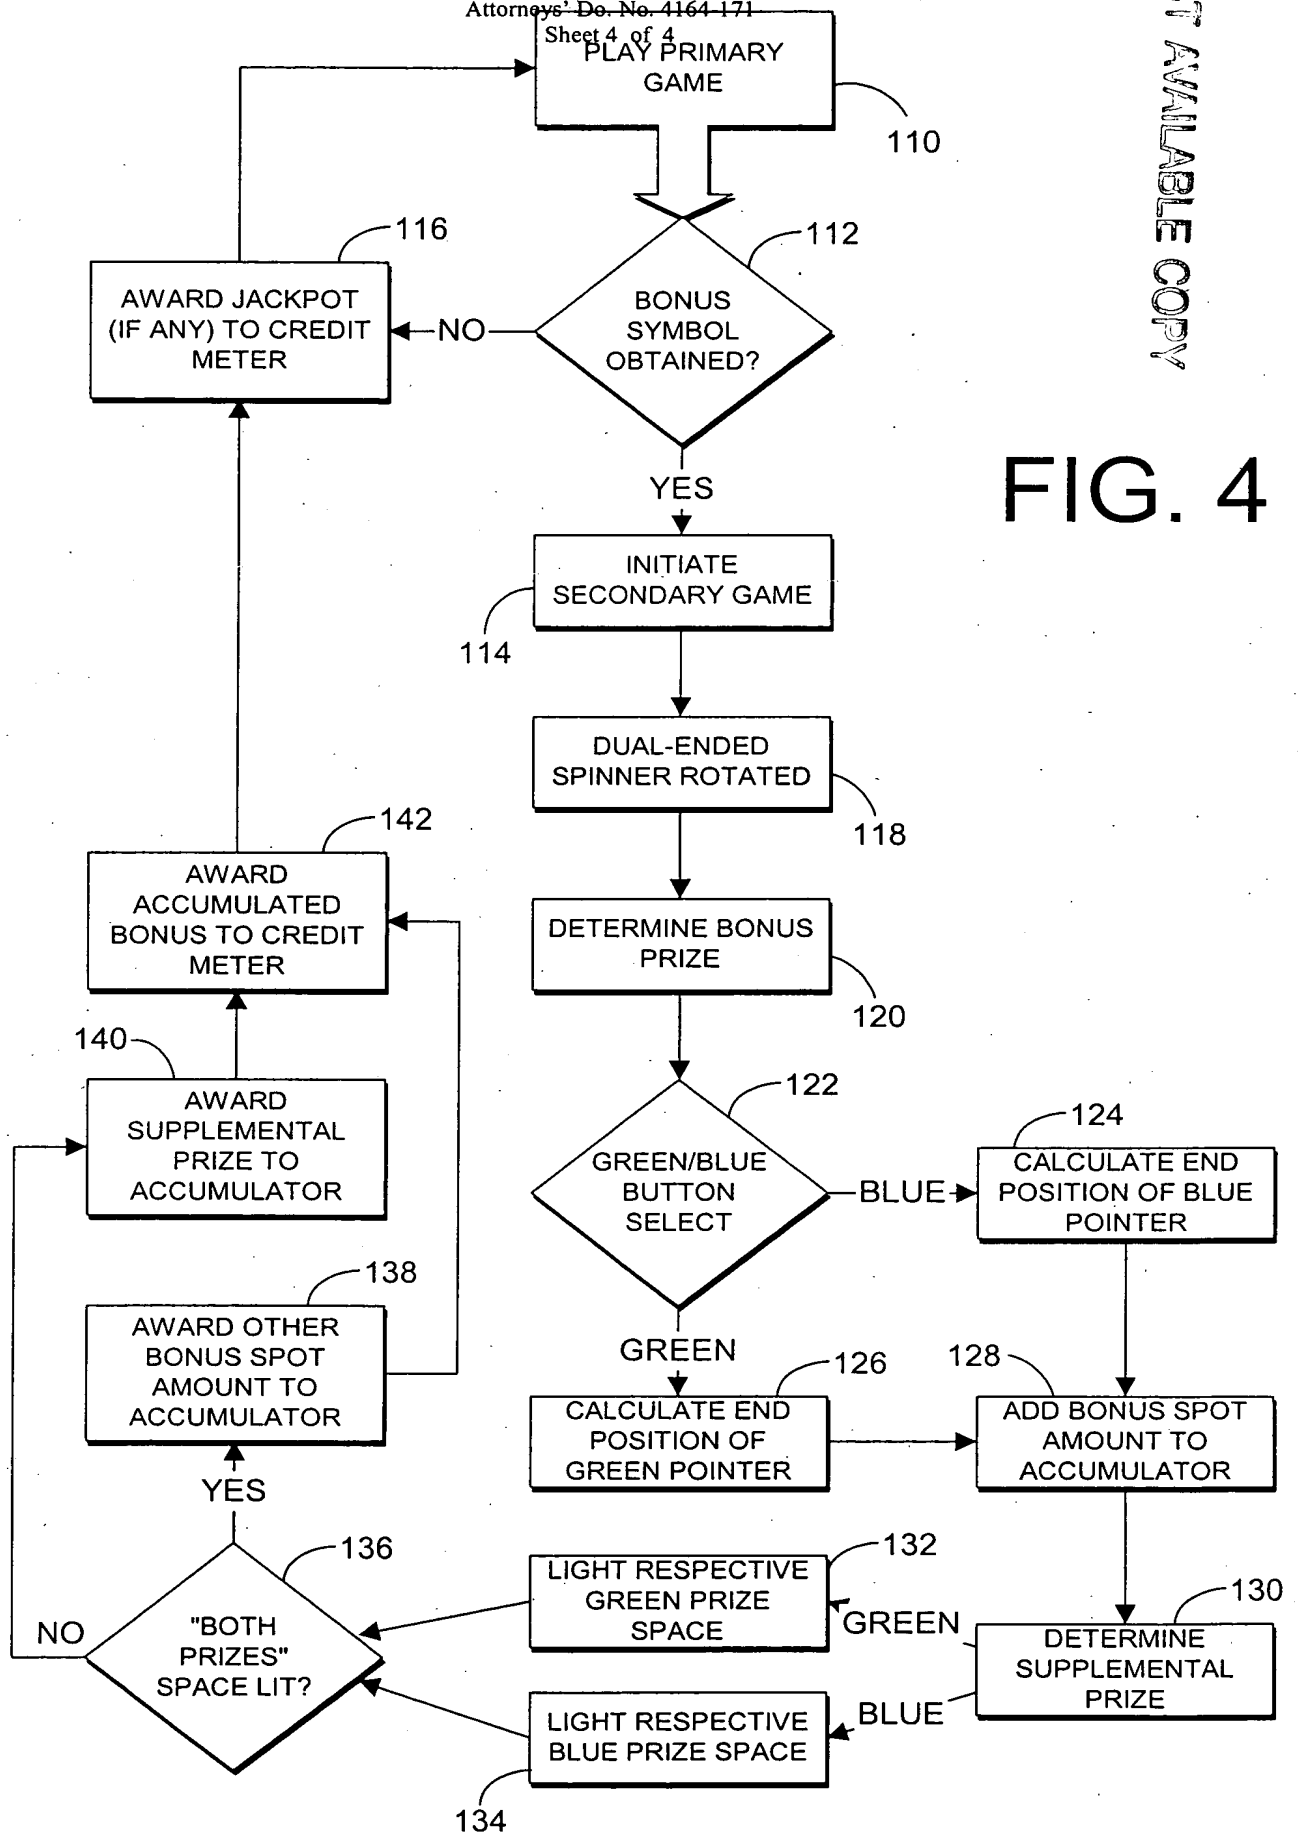 Attorneys' Do. No. 4164-171
Sheet 4 of 4
PLAY PRIMARY
GAME
110
T AVAILABLE COPY
116
112
AWARD JACKPOT
(IF ANY) TO CREDIT
METER
NO
BONUS
SYMBOL
OBTAINED?
FIG. 4
YES
INITIATE
SECONDARY GAME
114
DUAL-ENDED
SPINNER ROTATED
118
142
AWARD
ACCUMULATED
BONUS TO CREDIT
METER
DETERMINE BONUS
PRIZE
120
140
AWARD
SUPPLEMENTAL
PRIZE TO
ACCUMULATOR
122
GREEN/BLUE
BUTTON
SELECT
BLUE
124
CALCULATE END
POSITION OF BLUE
POINTER
138
AWARD OTHER
BONUS SPOT
AMOUNT TO
ACCUMULATOR
GREEN
126
CALCULATE END
POSITION OF
GREEN POINTER
128
ADD BONUS SPOT
AMOUNT TO
ACCUMULATOR
YES
136
"BOTH
PRIZES"
SPACE LIT?
NO
132
LIGHT RESPECTIVE
GREEN PRIZE
SPACE
GREEN
130
DETERMINE
SUPPLEMENTAL
PRIZE
BLUE
LIGHT RESPECTIVE
BLUE PRIZE SPACE
134